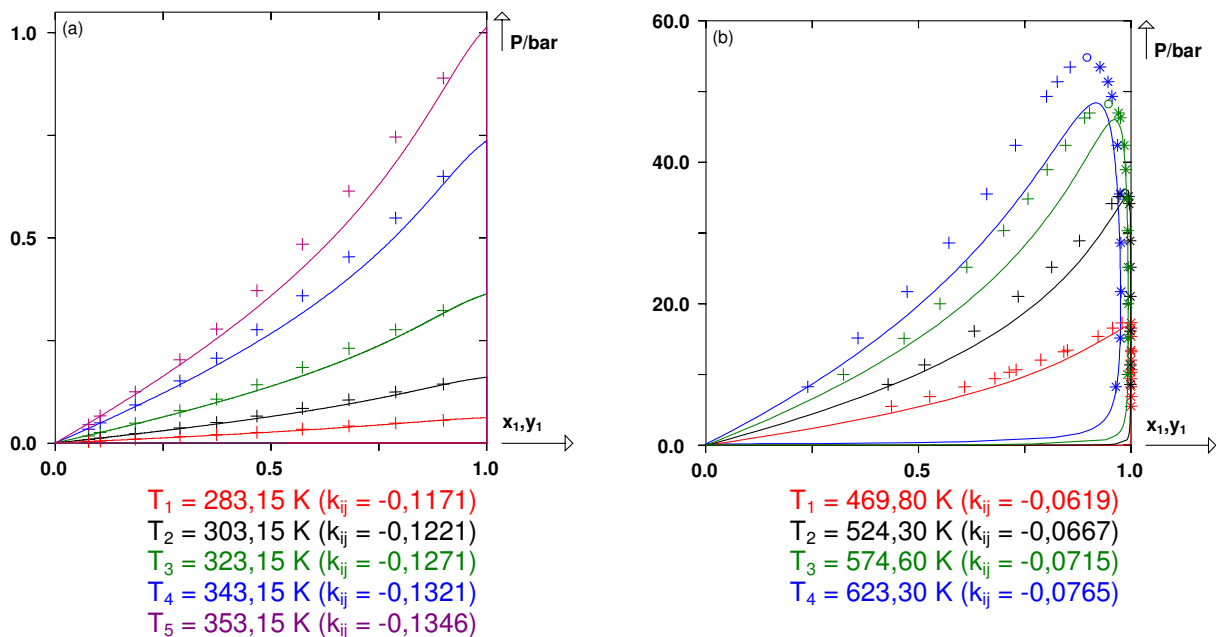 (a)
P/bar
1.0
0.5
0.0
x₁,y₁
0.0 0.5 1.0
T₁ = 283,15 K (kᵢⱼ = -0,1171)
T₂ = 303,15 K (kᵢⱼ = -0,1221)
T₃ = 323,15 K (kᵢⱼ = -0,1271)
T₄ = 343,15 K (kᵢⱼ = -0,1321)
T₅ = 353,15 K (kᵢⱼ = -0,1346)
(b)
P/bar
60.0
40.0
20.0
0.0
x₁,y₁
0.0 0.5 1.0
T₁ = 469,80 K (kᵢⱼ = -0,0619)
T₂ = 524,30 K (kᵢⱼ = -0,0667)
T₃ = 574,60 K (kᵢⱼ = -0,0715)
T₄ = 623,30 K (kᵢⱼ = -0,0765)